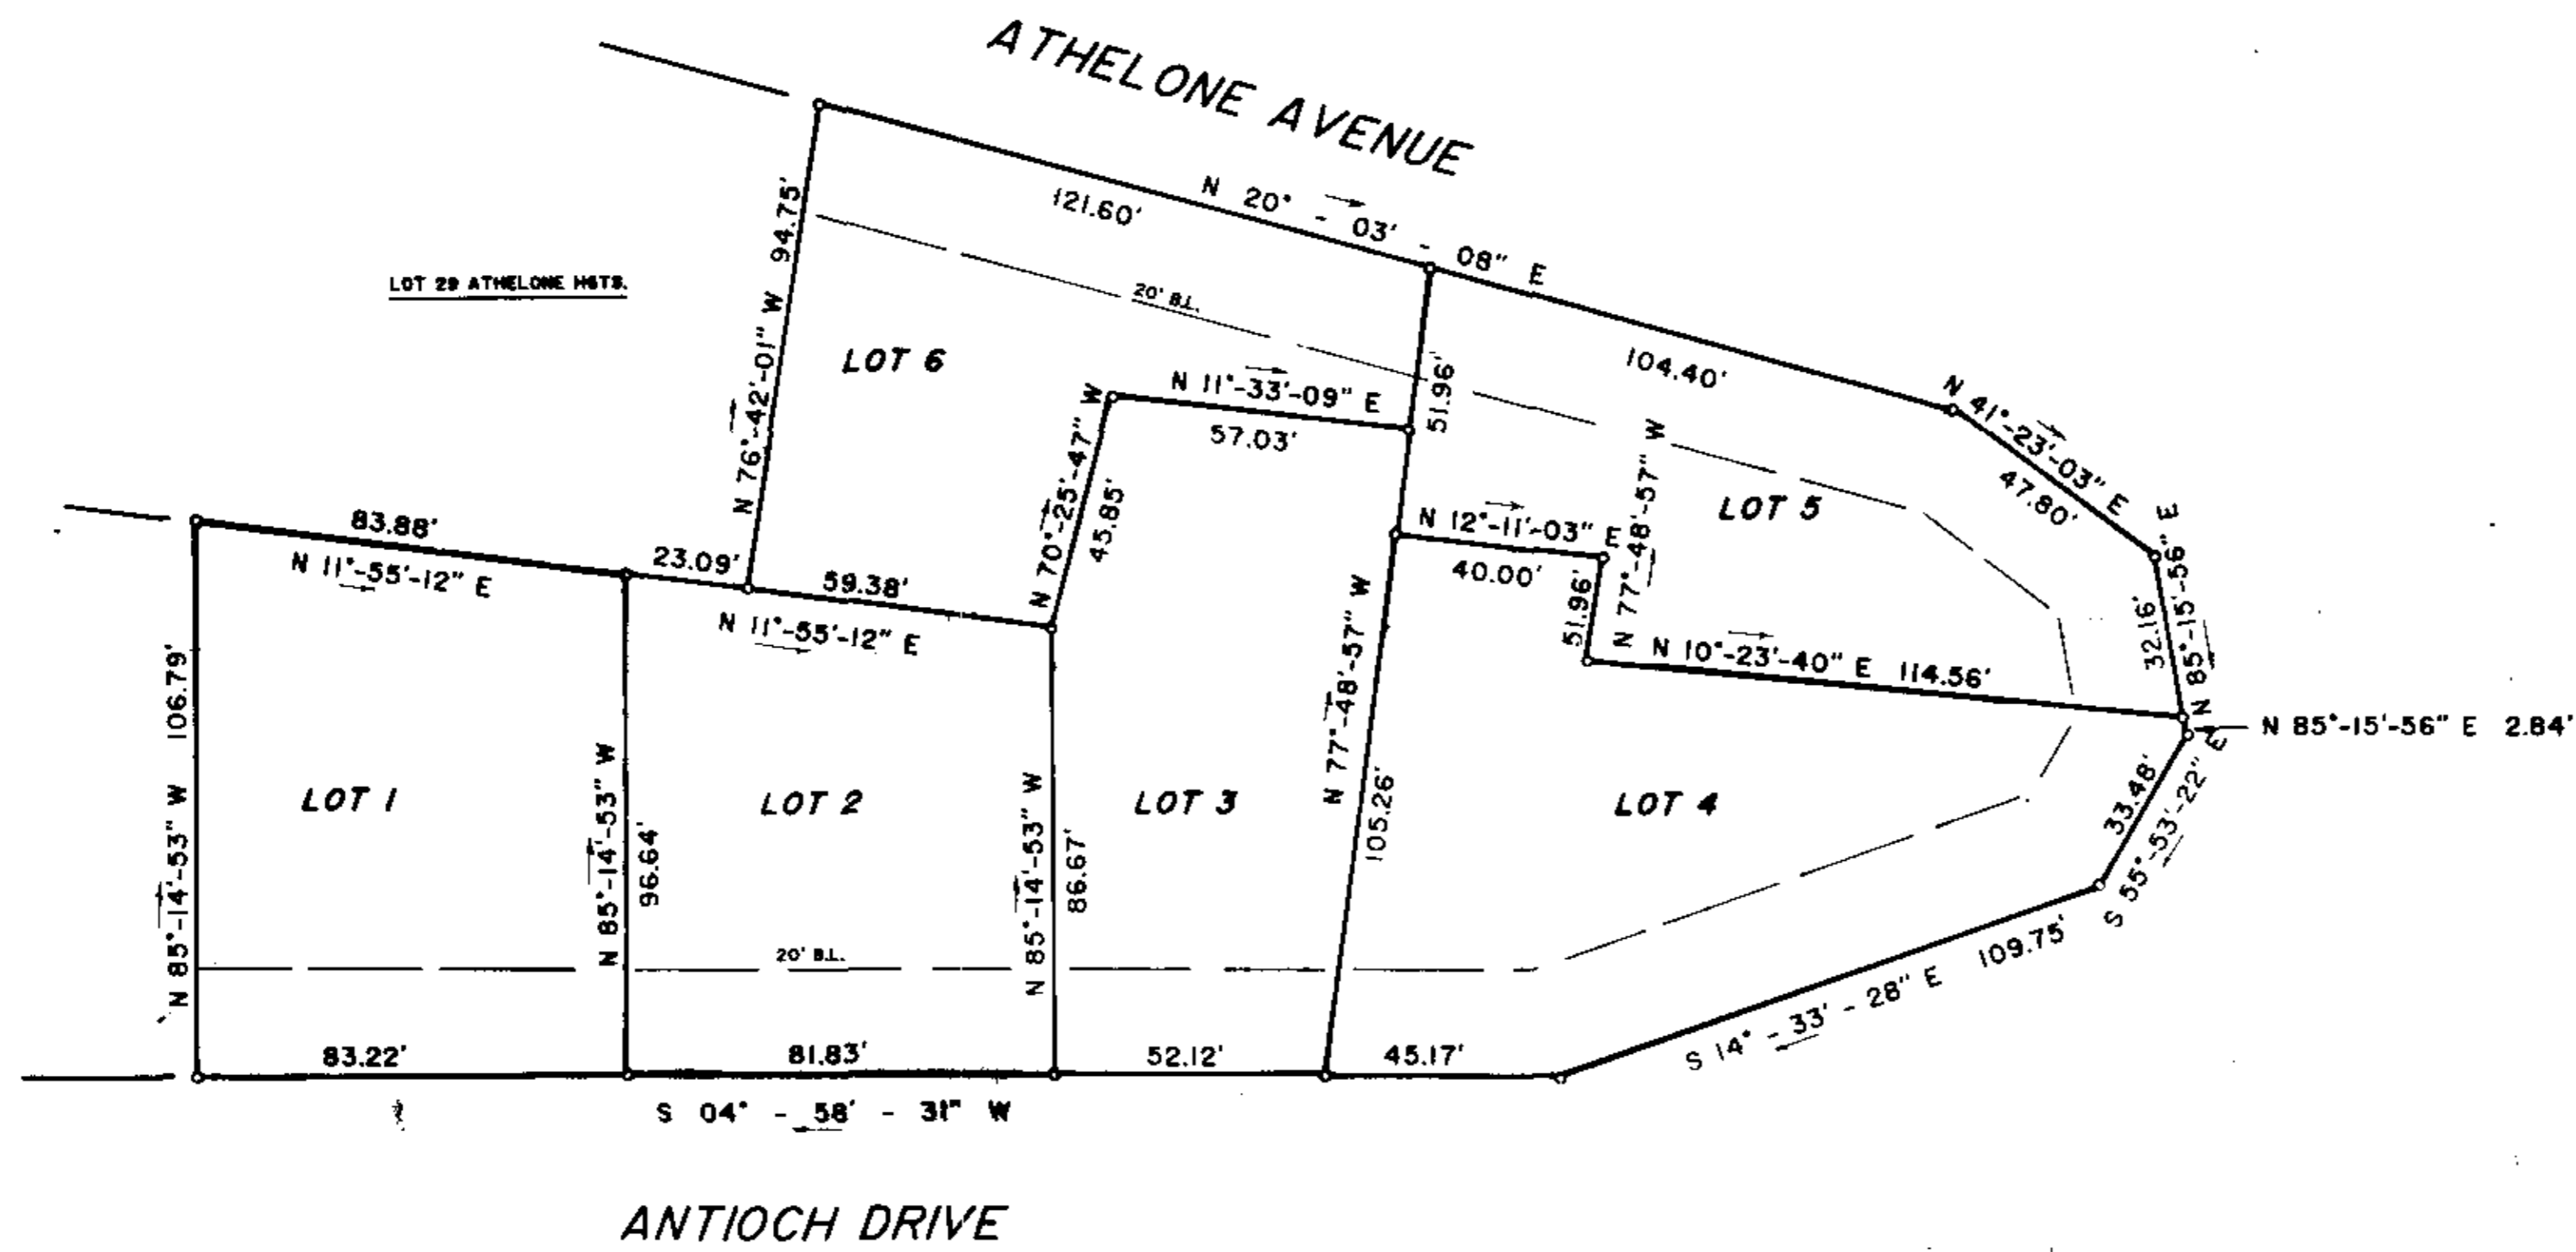 ATHELONE AVENUE
N 20° - 03' - 08" E
121.60'
94.75'
N 76°-42'-01" W
LOT 29 ATHELONE HGTS.
20' B.L.
LOT 6
N 11°-33'-09" E
57.03'
51.96'
104.40'
N 41°-23'-03" E
47.80'
N 70°-25'-47" W
45.85'
N 12°-11'-03" E
40.00'
N 77°-48'-57" W
51.96'
LOT 5
83.88'
N 11°-55'-12" E
23.09'
59.38'
N 11°-55'-12" E
N 10°-23'-40" E 114.56'
32.16'
N 85°-15'-56" E
N 85°-15'-56" E 2.84'
N 85°-14'-53" W 106.79'
LOT 1
N 85°-14'-53" W
96.64'
LOT 2
N 85°-14'-53" W
86.67'
LOT 3
N 77°-48'-57" W
105.26'
LOT 4
33.48'
S 55°-53'-22" E
20' B.L.
109.75'
S 14° - 33' - 28" E
83.22'
81.83'
52.12'
45.17'
S 04° - 58' - 31" W
ANTIOCH DRIVE